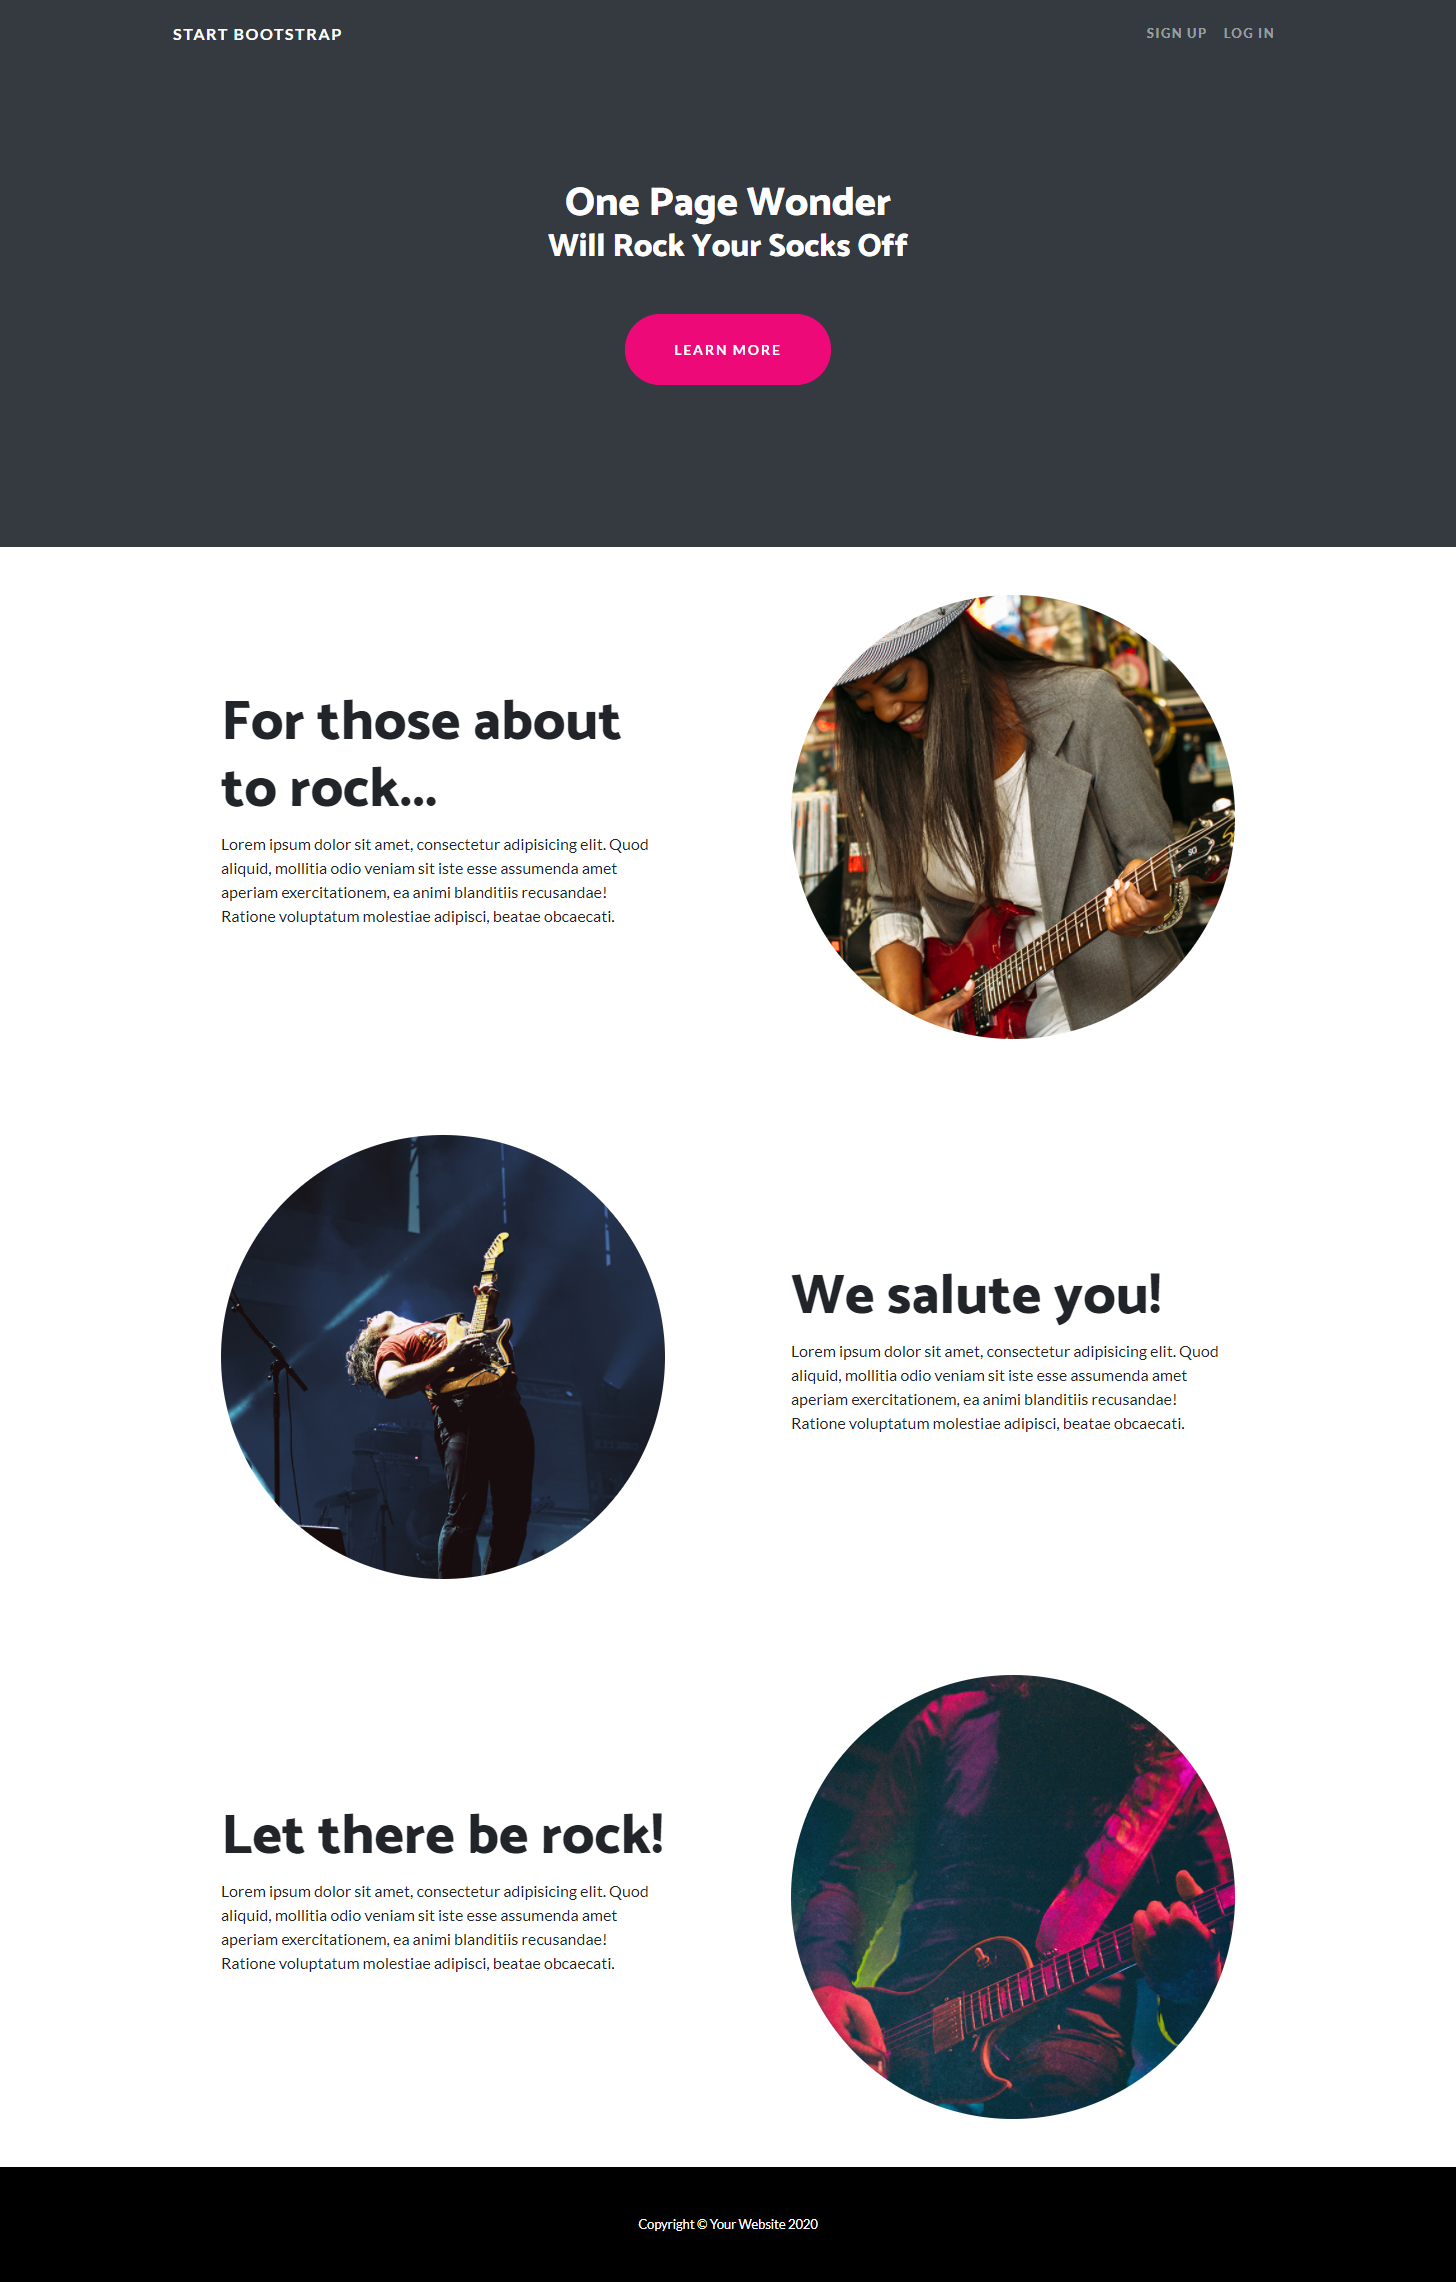 START BOOTSTRAP
SIGN UP LOG IN
One Page Wonder
Will Rock Your Socks Off
LEARN MORE
For those about
to rock...
Lorem ipsum dolor sit amet, consectetur adipisicing elit. Quod
aliquid, mollitia odio veniam sit iste esse assumenda amet
aperiam exercitationem, ea animi blanditiis recusandae!
Ratione voluptatum molestiae adipisci, beatae obcaecati.
SG
We salute you!
Lorem ipsum dolor sit amet, consectetur adipisicing elit. Quod
aliquid, mollitia odio veniam sit iste esse assumenda amet
aperiam exercitationem, ea animi blanditiis recusandae!
Ratione voluptatum molestiae adipisci, beatae obcaecati.
Let there be rock!
Lorem ipsum dolor sit amet, consectetur adipisicing elit. Quod
aliquid, mollitia odio veniam sit iste esse assumenda amet
aperiam exercitationem, ea animi blanditiis recusandae!
Ratione voluptatum molestiae adipisci, beatae obcaecati.
Copyright © Your Website 2020